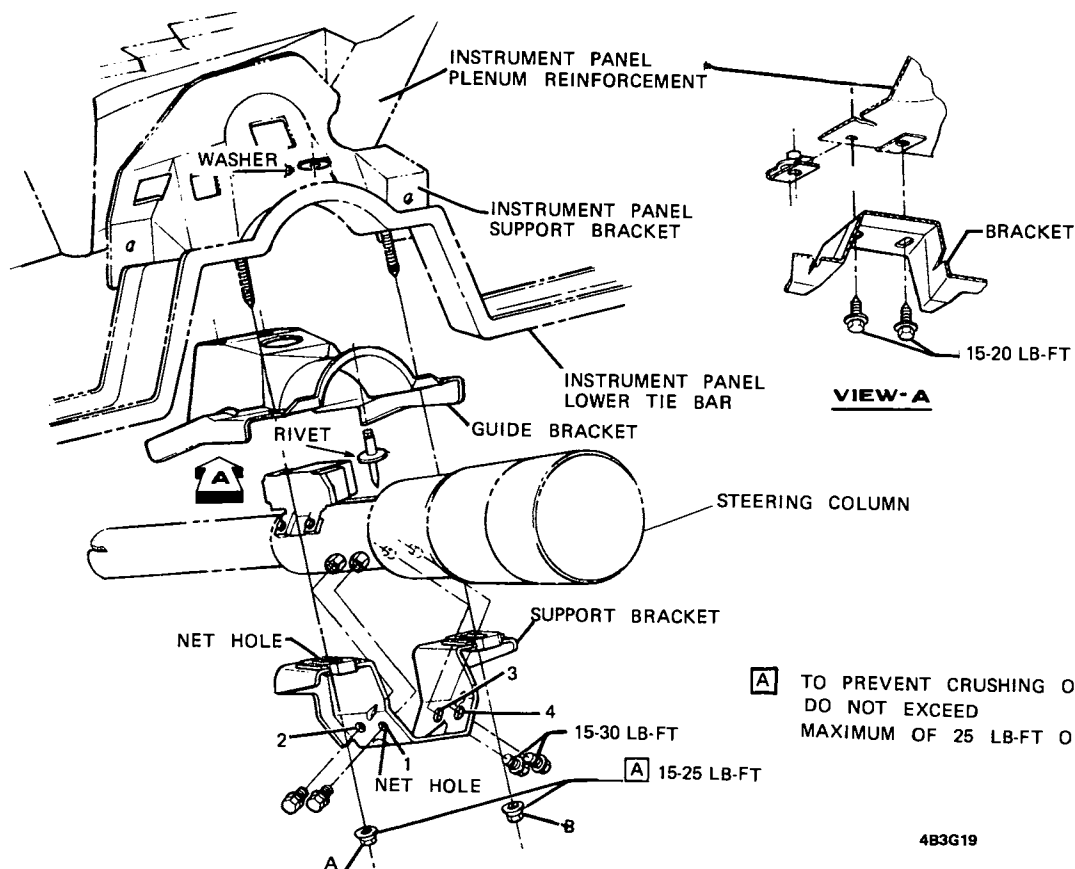 INSTRUMENT PANEL
PLENUM REINFORCEMENT
WASHER
INSTRUMENT PANEL
SUPPORT BRACKET
BRACKET
15-20 LB-FT
VIEW-A
INSTRUMENT PANEL
LOWER TIE BAR
GUIDE BRACKET
RIVET
A
STEERING COLUMN
SUPPORT BRACKET
NET HOLE
3
4
2
1
NET HOLE
15-30 LB-FT
A 15-25 LB-FT
A
B
A TO PREVENT CRUSHING O
DO NOT EXCEED
MAXIMUM OF 25 LB-FT O
4B3G19